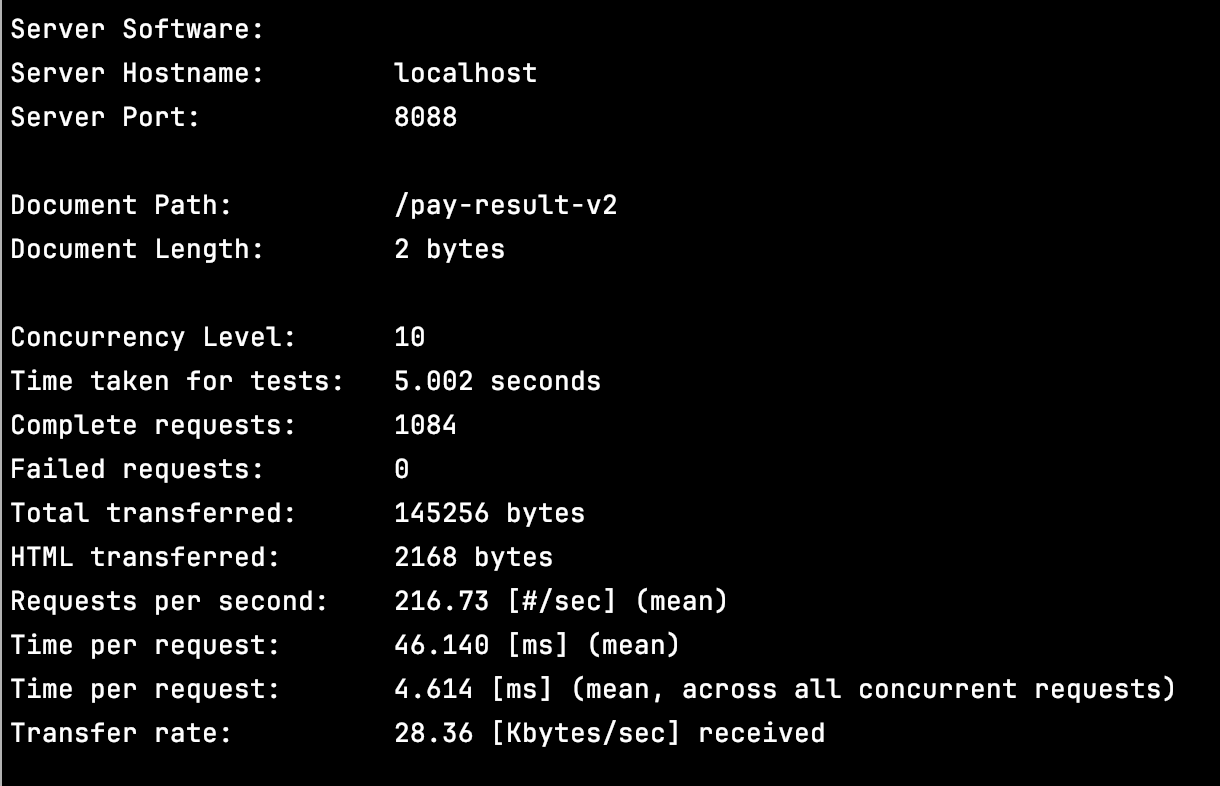 Server Software:
Server Hostname:        localhost
Server Port:            8088
Document Path:          /pay-result-v2
Document Length:        2 bytes
Concurrency Level:      10
Time taken for tests:   5.002 seconds
Complete requests:      1084
Failed requests:        0
Total transferred:      145256 bytes
HTML transferred:       2168 bytes
Requests per second:    216.73 [#/sec] (mean)
Time per request:       46.140 [ms] (mean)
Time per request:       4.614 [ms] (mean, across all concurrent requests)
Transfer rate:          28.36 [Kbytes/sec] received